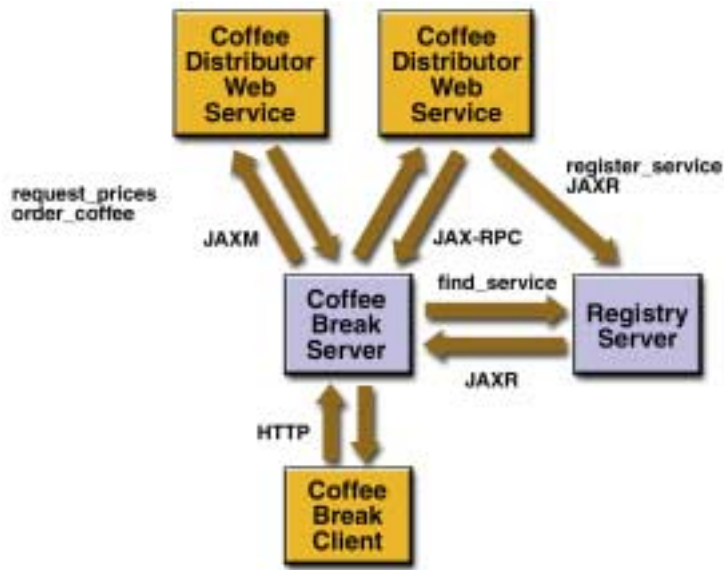 Coffee
Distributor
Web
Service
Coffee
Distributor
Web
Service
request_prices
order_coffee
register_service
JAXR
JAXM
JAX-RPC
find_service
Coffee
Break
Server
Registry
Server
JAXR
HTTP
Coffee
Break
Client